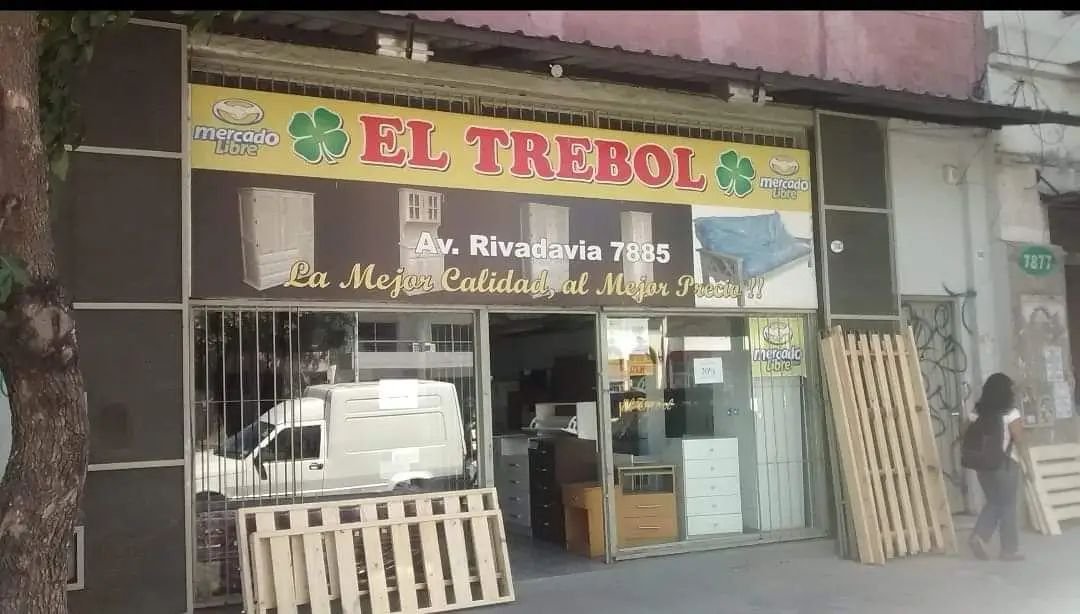 mercado
Libre
EL TREBOL
mercado
Libre
Av. Rivadavia 7885
La Mejor Calidad, al Mejor Precio !!
7877
mercado
Libre